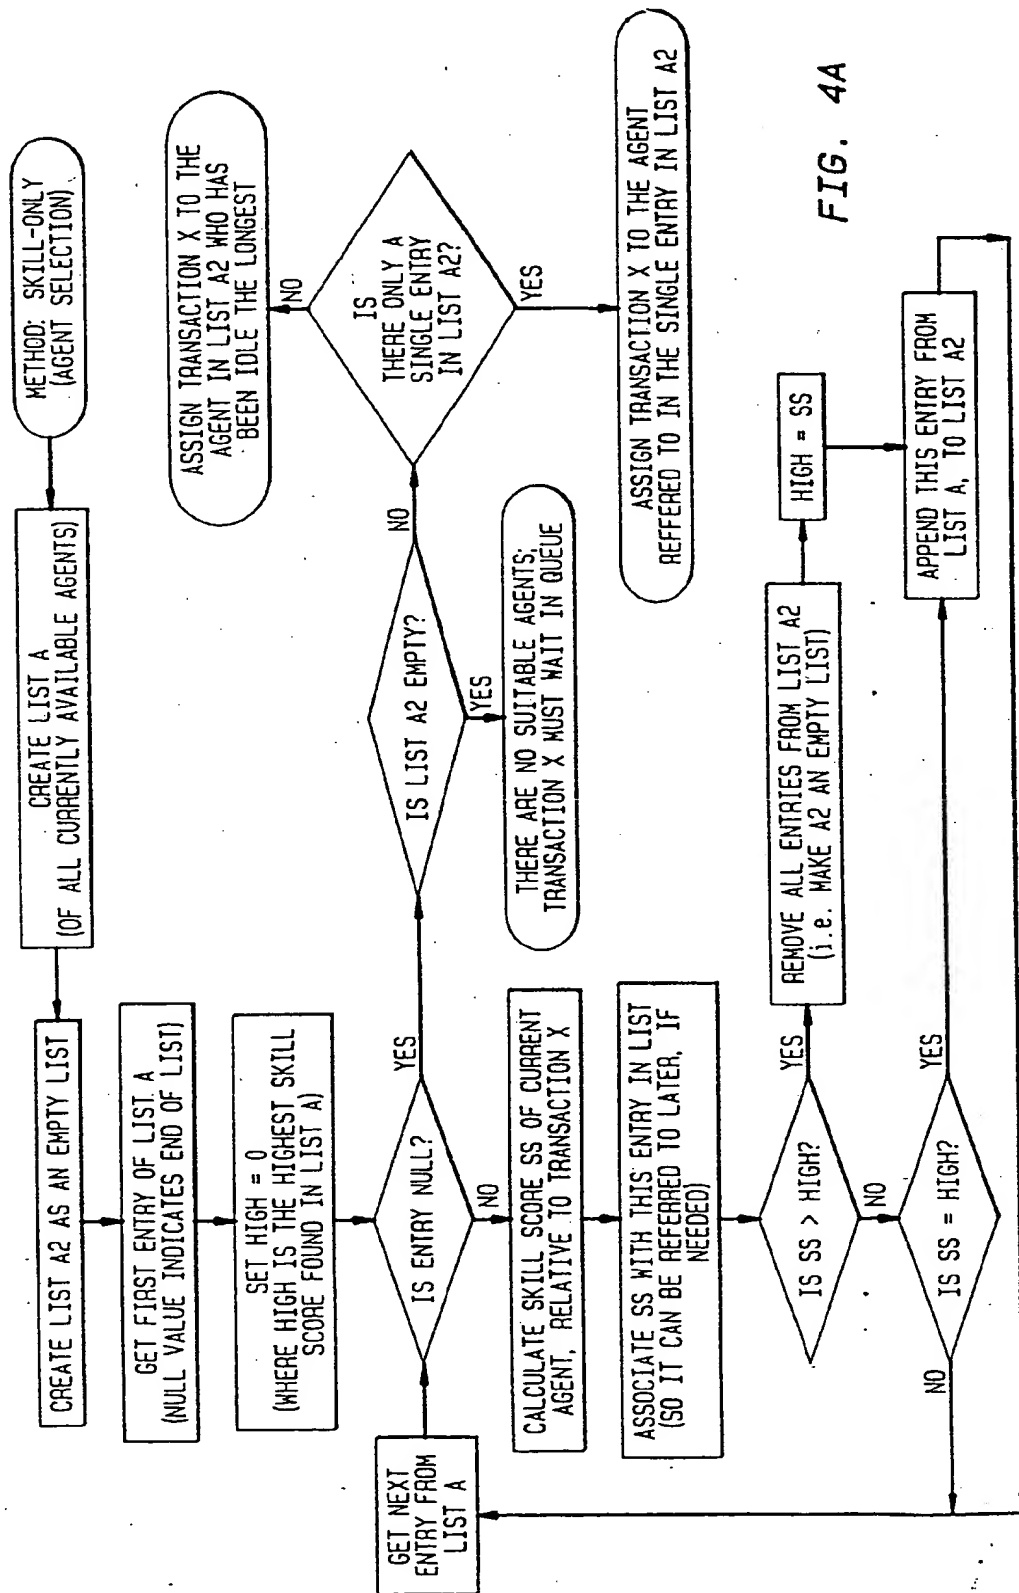 METHOD: SKILL-ONLY
(AGENT SELECTION)
CREATE LIST A
(OF ALL CURRENTLY AVAILABLE AGENTS)
CREATE LIST A2 AS AN EMPTY LIST
GET FIRST ENTRY OF LIST A
(NULL VALUE INDICATES END OF LIST)
SET HIGH = 0
(WHERE HIGH IS THE HIGHEST SKILL
SCORE FOUND IN LIST A)
GET NEXT
ENTRY FROM
LIST A
IS ENTRY NULL?
YES
NO
IS LIST A2 EMPTY?
NO
YES
THERE ARE NO SUITABLE AGENTS;
TRANSACTION X MUST WAIT IN QUEUE
IS
THERE ONLY A
SINGLE ENTRY
IN LIST A2?
NO
YES
ASSIGN TRANSACTION X TO THE
AGENT IN LIST A2 WHO HAS
BEEN IDLE THE LONGEST
ASSIGN TRANSACTION X TO THE AGENT
REFFERED TO IN THE SINGLE ENTRY IN LIST A2
CALCULATE SKILL SCORE SS OF CURRENT
AGENT, RELATIVE TO TRANSACTION X
ASSOCIATE SS WITH THIS ENTRY IN LIST
(SO IT CAN BE REFERRED TO LATER, IF
NEEDED)
IS SS > HIGH?
YES
NO
REMOVE ALL ENTRIES FROM LIST A2
(i.e. MAKE A2 AN EMPTY LIST)
HIGH = SS
IS SS = HIGH?
YES
NO
APPEND THIS ENTRY FROM
LIST A, TO LIST A2
FIG. 4A